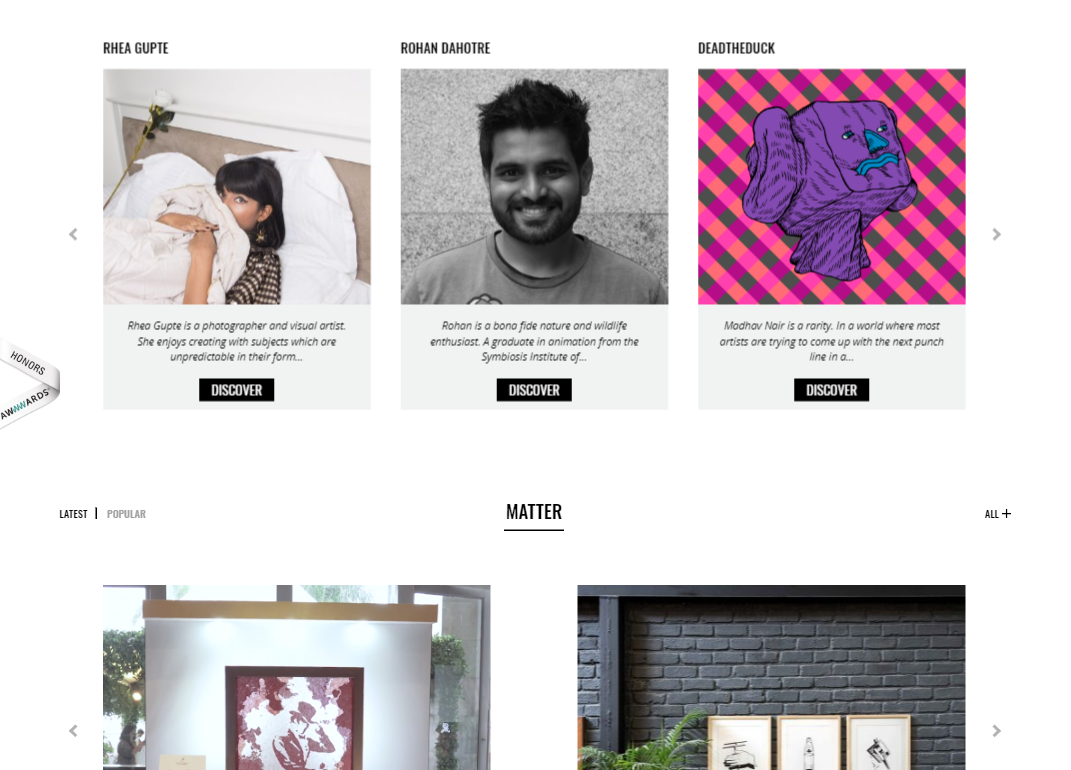 RHEA GUPTE
ROHAN DAHOTRE
DEADTHEDUCK
Rhea Gupte is a photographer and visual artist.
She enjoys creating with subjects which are
unpredictable in their form...
DISCOVER
Rohan is a bona fide nature and wildlife
enthusiast. A graduate in animation from the
Symbiosis Institute of...
DISCOVER
Madhav Nair is a rarity. In a world where most
artists are trying to come up with the next punch
line in a...
DISCOVER
HONORS
AWWWARDS
LATEST | POPULAR
MATTER
ALL +